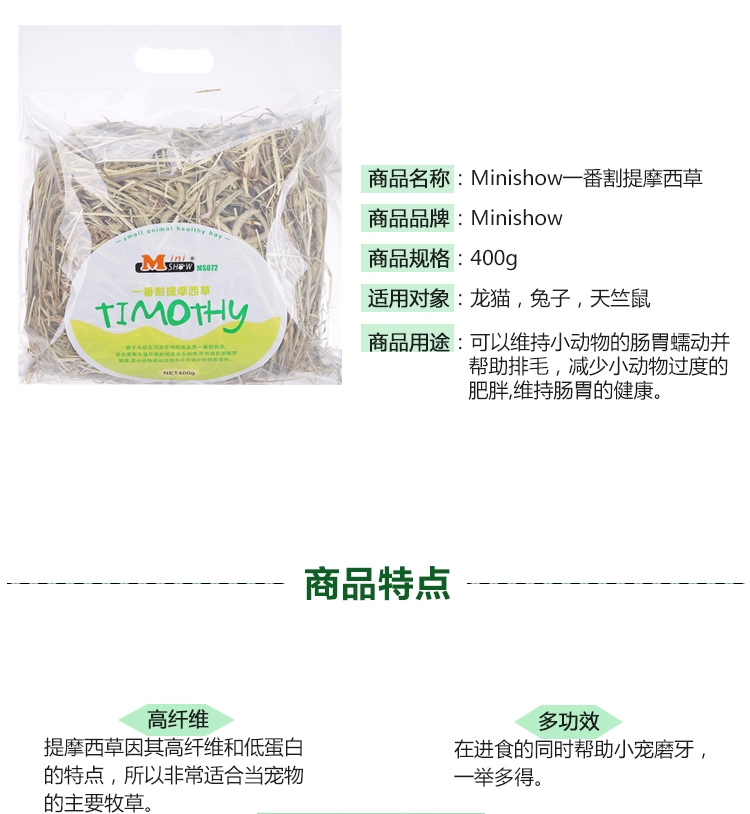 small animal healthy hay
Mini
SHOW MS072
一番割提摩西草
TIMOTHY
NET400g
商品名称：Minishow一番割提摩西草
商品品牌：Minishow
商品规格：400g
适用对象：龙猫，兔子，天竺鼠
商品用途：可以维持小动物的肠胃蠕动并
帮助排毛，减少小动物过度的
肥胖,维持肠胃的健康。
商品特点
高纤维
提摩西草因其高纤维和低蛋白
的特点，所以非常适合当宠物
的主要牧草。
多功效
在进食的同时帮助小宠磨牙，
一举多得。